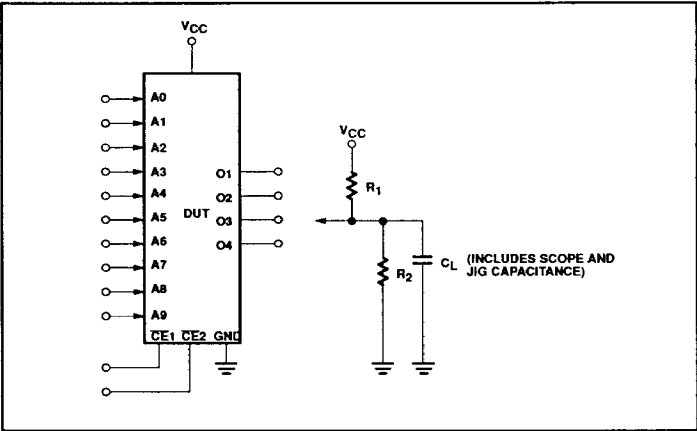 VCC
A0
A1
A2
A3
A4
A5
A6
A7
A8
A9
DUT
O1
O2
O3
O4
CE1 CE2 GND
VCC
R1
R2
CL (INCLUDES SCOPE AND
JIG CAPACITANCE)